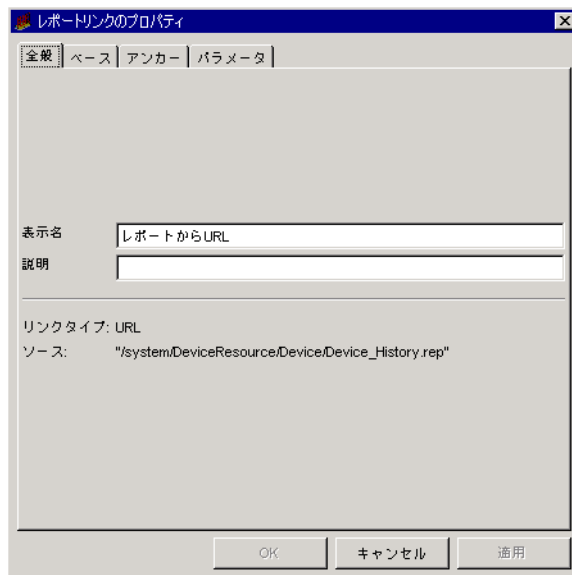 レポートリンクのプロパティ
全般 ベース アンカー パラメータ
表示名 レポートからURL
説明
リンクタイプ: URL
ソース: "/system/DeviceResource/Device/Device_History.rep"
OK キャンセル 適用